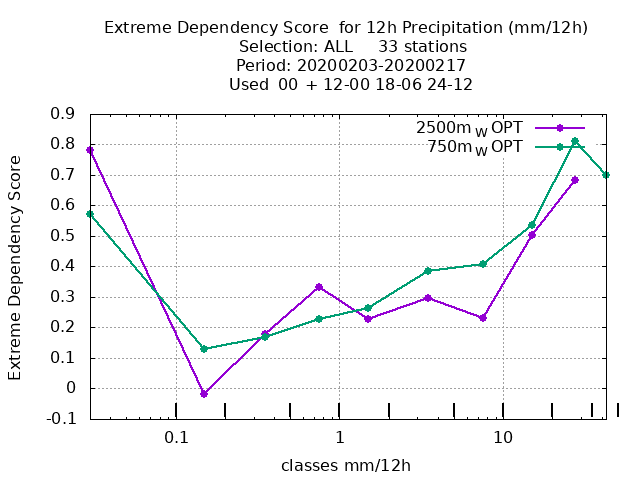 Extreme Dependency Score  for 12h Precipitation (mm/12h)
Selection: ALL     33 stations
Period: 20200203-20200217
Used  00  + 12-00 18-06 24-12
2500m W OPT
750m W OPT
Extreme Dependency Score
0.9
0.8
0.7
0.6
0.5
0.4
0.3
0.2
0.1
0
-0.1
0.1 1 10
classes mm/12h